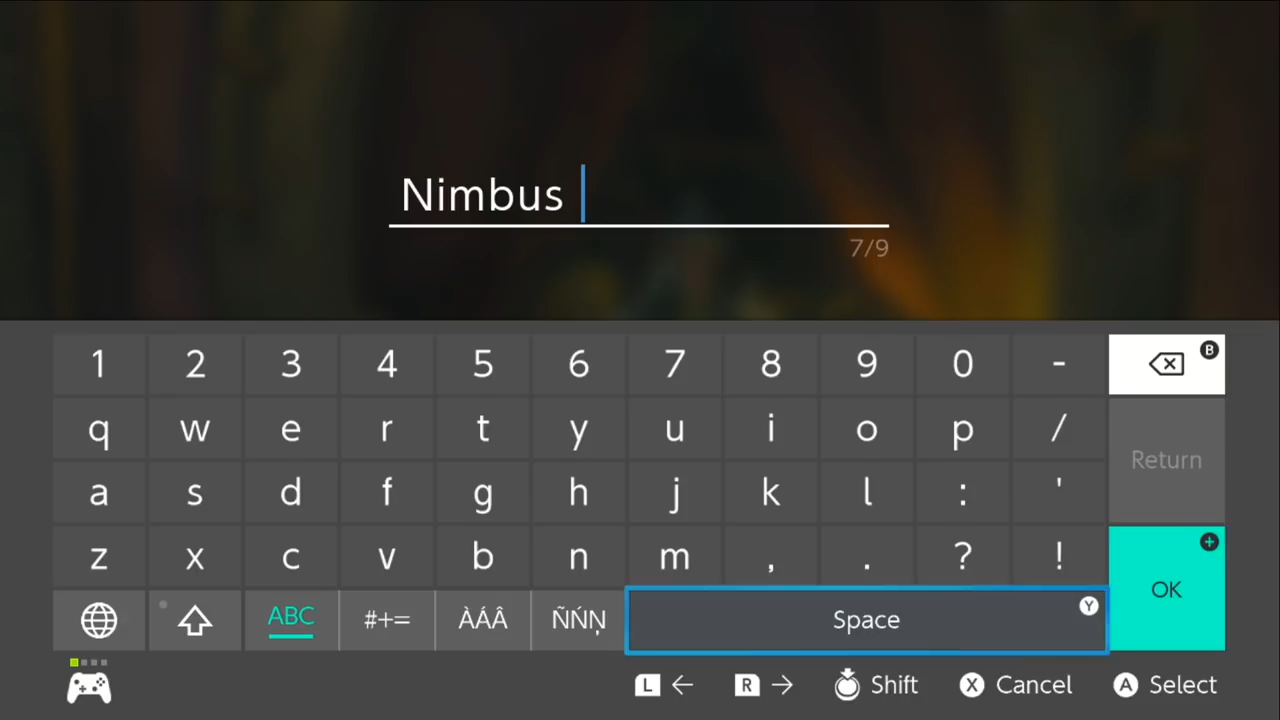 Nimbus
7/9
1 2 3 4 5 6 7 8 9 0 - B
q w e r t y u i o p /
Return
a s d f g h j k l : '
z x c v b n m , . ? !
+ OK
ABC #+= ÀÁÂ ÑŃŅ Space Y
L ← R → Shift X Cancel A Select